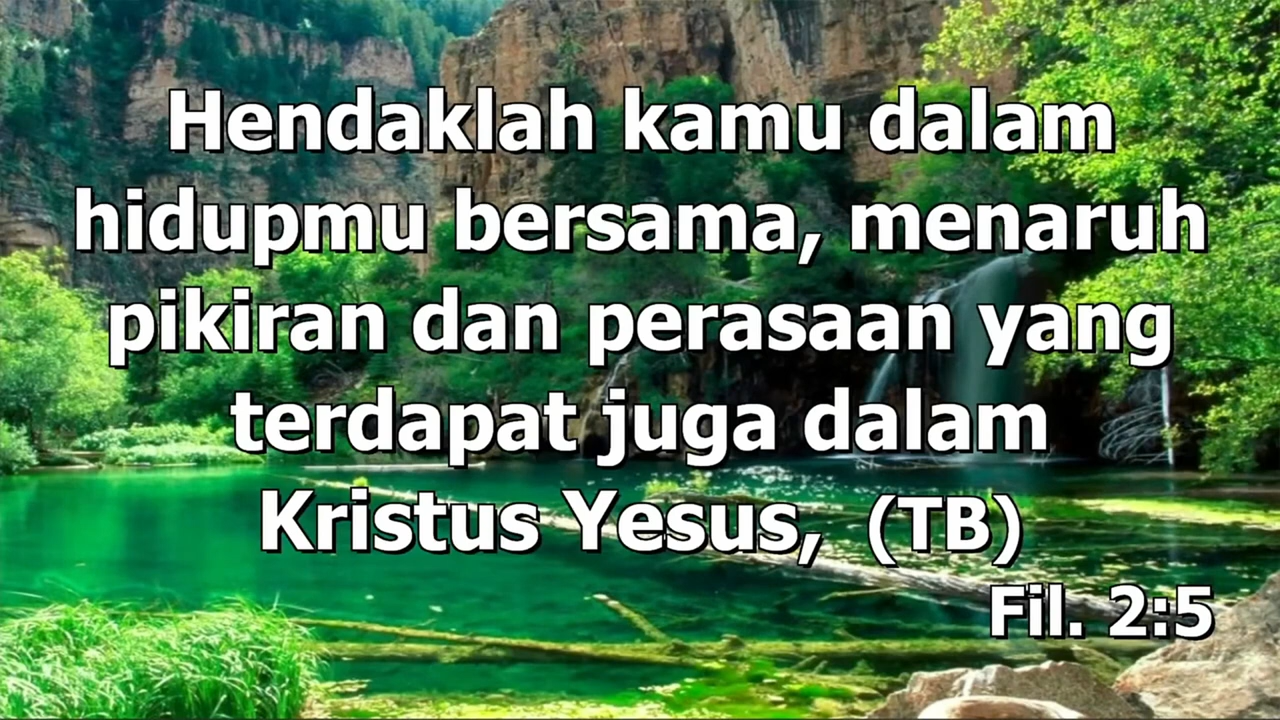 Hendaklah kamu dalam
hidupmu bersama, menaruh
pikiran dan perasaan yang
terdapat juga dalam
Kristus Yesus, (TB)
Fil. 2:5